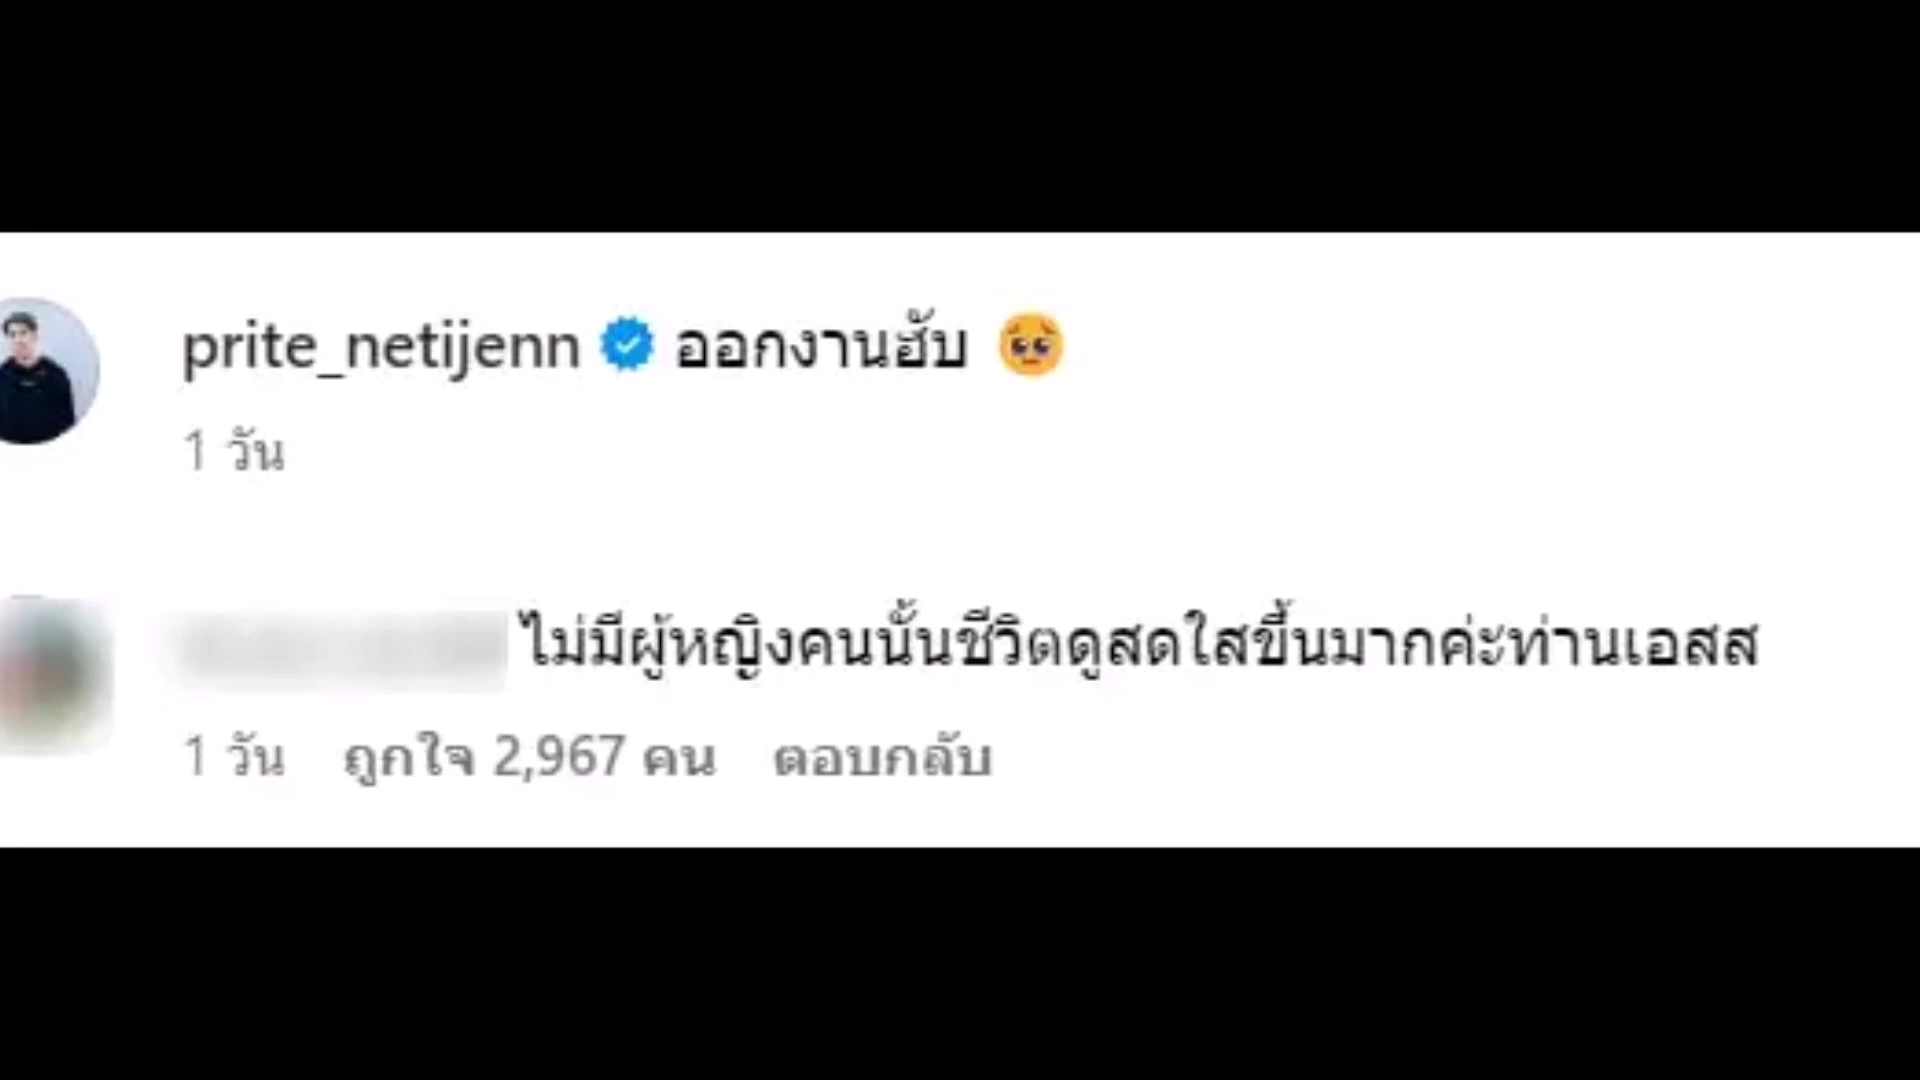 prite_netijenn ออกงานฮับ 🥺
1 วัน
ไม่มีผู้หญิงคนนั้นชีวิตดูสดใสขึ้นมากค่ะท่านเอสส
1 วัน ถูกใจ 2,967 คน ตอบกลับ